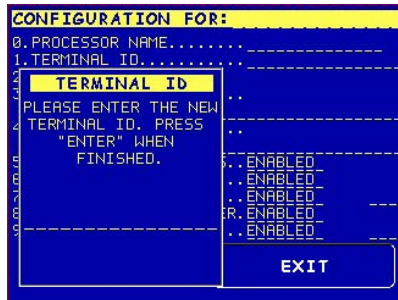 CONFIGURATION FOR:
0.PROCESSOR NAME........
1.TERMINAL ID...........
TERMINAL ID
PLEASE ENTER THE NEW
TERMINAL ID. PRESS
"ENTER" WHEN
FINISHED.
..ENABLED
..ENABLED
..ENABLED
R.ENABLED
..ENABLED
EXIT